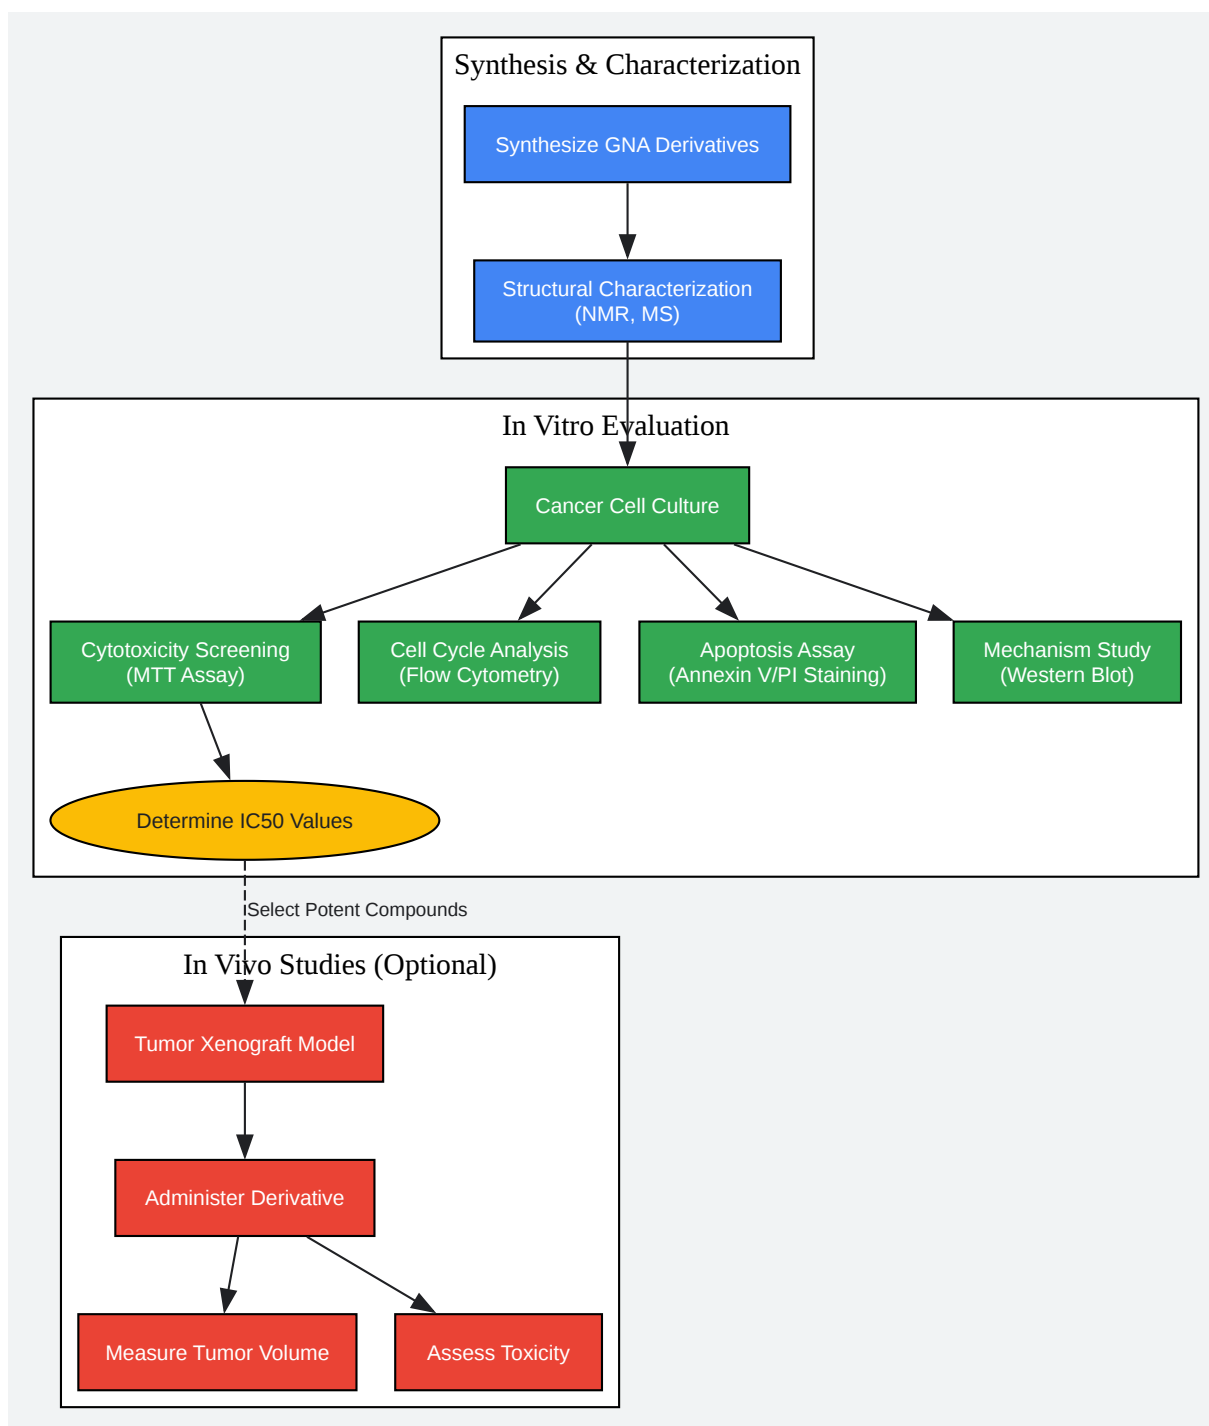 Synthesis & Characterization
Synthesize GNA Derivatives
Structural Characterization
(NMR, MS)
In Vitro Evaluation
Cancer Cell Culture
Cytotoxicity Screening
(MTT Assay)
Cell Cycle Analysis
(Flow Cytometry)
Apoptosis Assay
(Annexin V/PI Staining)
Mechanism Study
(Western Blot)
Determine IC50 Values
Select Potent Compounds
In Vivo Studies (Optional)
Tumor Xenograft Model
Administer Derivative
Measure Tumor Volume
Assess Toxicity